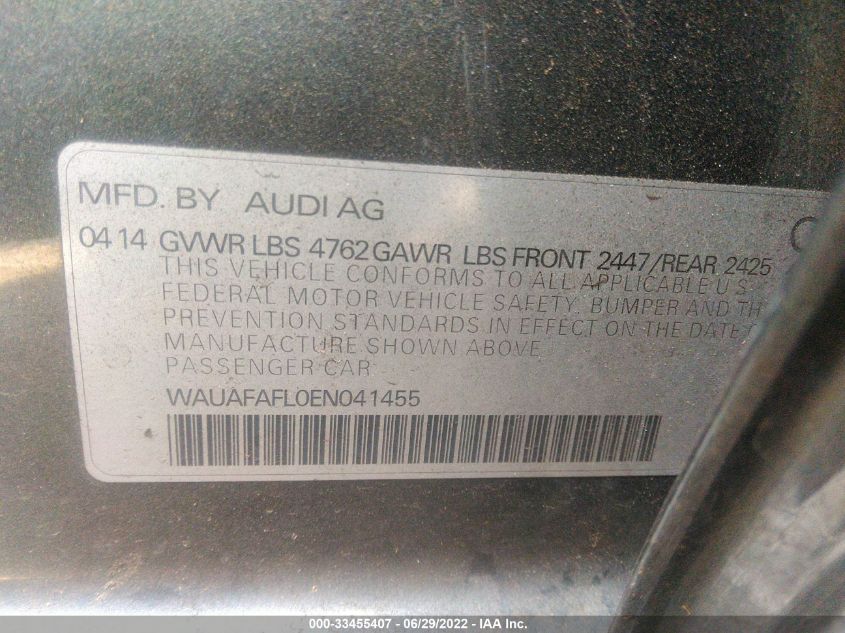 MFD. BY AUDI AG
04 14 GVWR LBS 4762 GAWR LBS FRONT 2447/REAR 2425
THIS VEHICLE CONFORMS TO ALL APPLICABLE U S
FEDERAL MOTOR VEHICLE SAFETY, BUMPER AND TH
PREVENTION STANDARDS IN EFFECT ON THE DATE O
MANUFACTURE SHOWN ABOVE
PASSENGER CAR
WAUAFAFL0EN041455
000-33455407 - 06/29/2022 - IAA Inc.